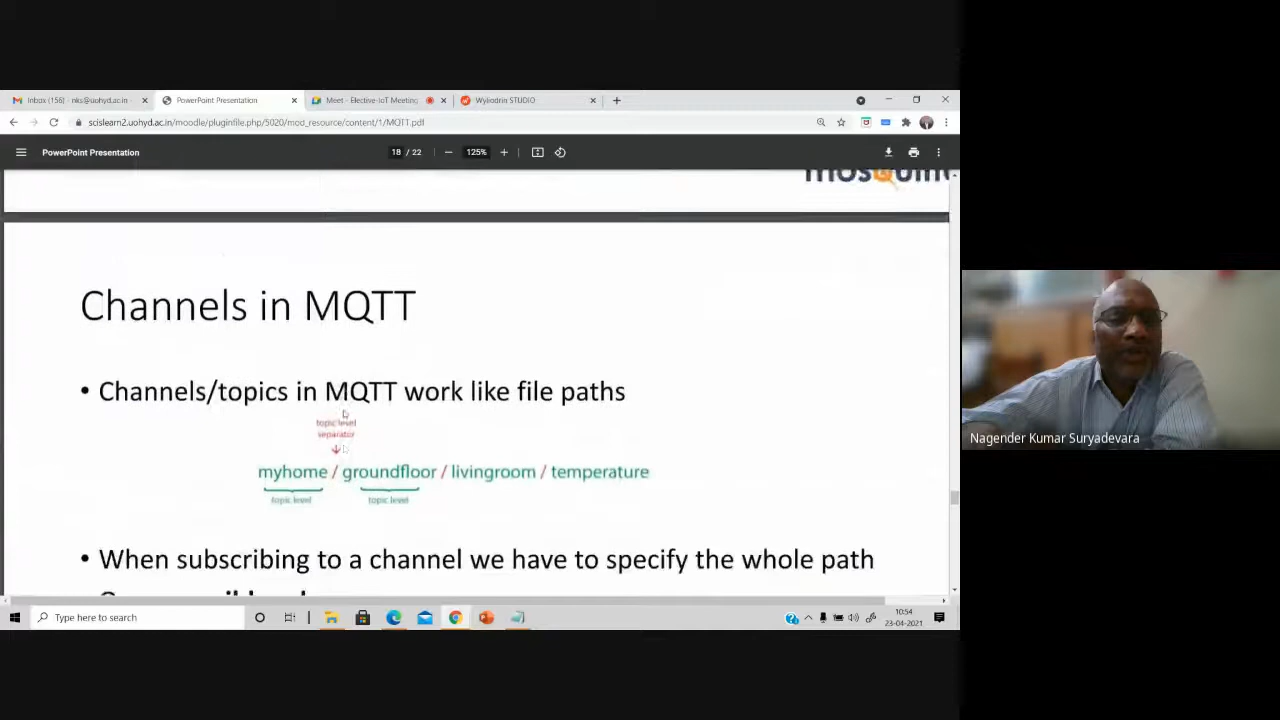 Inbox (156) - nks@uohyd.ac.in - PowerPoint Presentation Meet - Elective-IoT Meeting Wyliodrin STUDIO
scislearn2.uohyd.ac.in/moodle/pluginfile.php/5020/mod_resource/content/1/MQTT.pdf
PowerPoint Presentation 18 / 22 125%
Channels in MQTT
• Channels/topics in MQTT work like file paths
topic level
separator
myhome / groundfloor / livingroom / temperature
topic level topic level
• When subscribing to a channel we have to specify the whole path
Nagender Kumar Suryadevara
Type here to search
10:54
23-04-2021